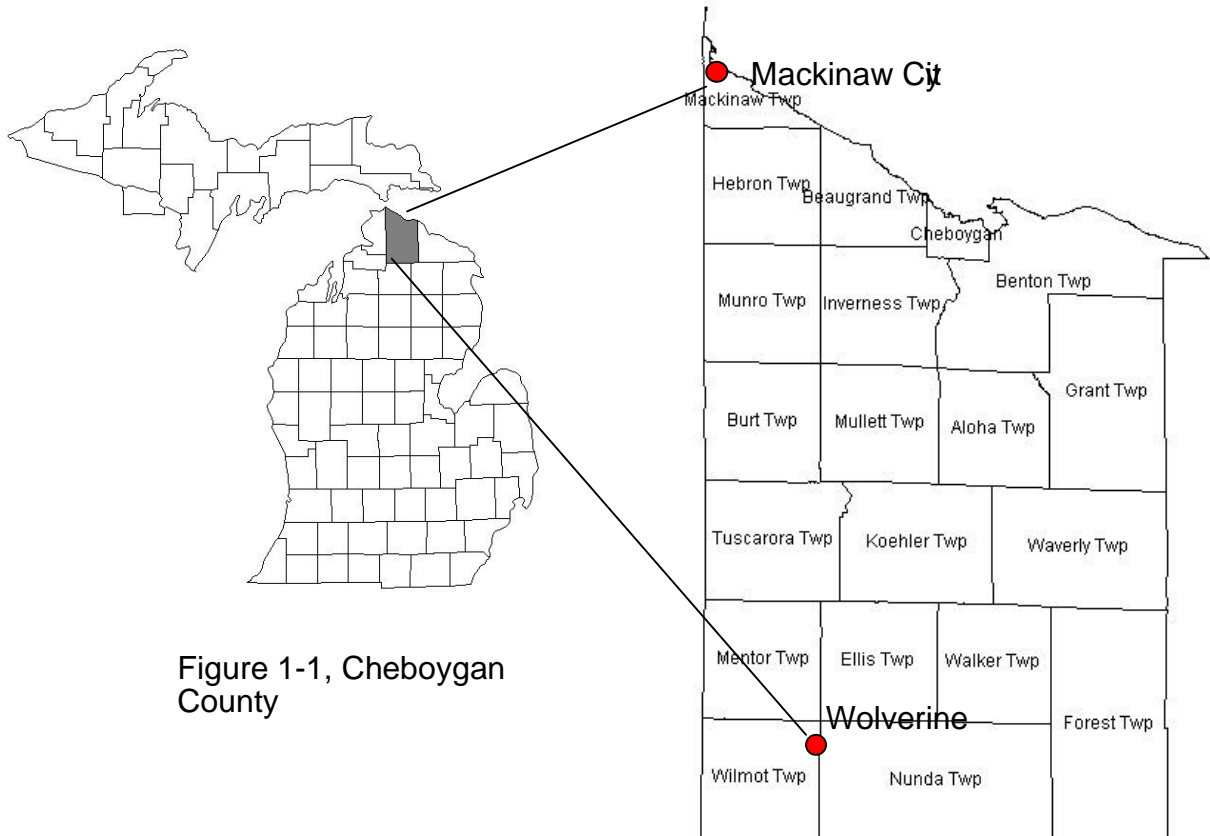 Mackinaw City
Mackinaw Twp
Hebron Twp
Beaugrand Twp
Cheboygan
Benton Twp
Munro Twp
Inverness Twp
Grant Twp
Burt Twp
Mullett Twp
Aloha Twp
Tuscarora Twp
Koehler Twp
Waverly Twp
Mentor Twp
Ellis Twp
Walker Twp
Forest Twp
Wolverine
Wilmot Twp
Nunda Twp
Figure 1-1, Cheboygan
County